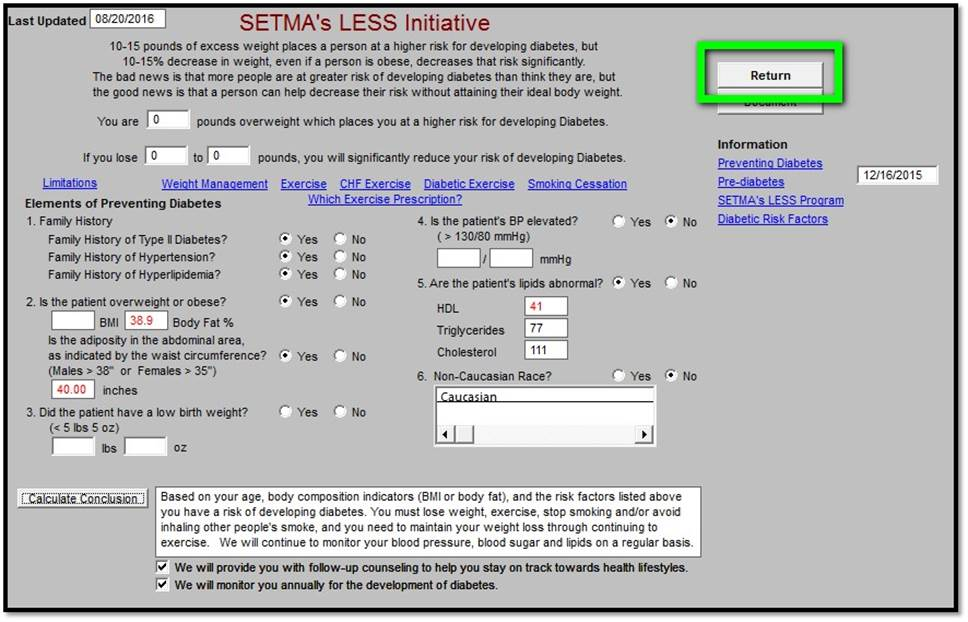 Last Updated 08/20/2016
SETMA's LESS Initiative
10-15 pounds of excess weight places a person at a higher risk for developing diabetes, but
10-15% decrease in weight, even if a person is obese, decreases that risk significantly.
The bad news is that more people are at greater risk of developing diabetes than think they are, but
the good news is that a person can help decrease their risk without attaining their ideal body weight.
You are 0 pounds overweight which places you at a higher risk for developing Diabetes.
If you lose 0 to 0 pounds, you will significantly reduce your risk of developing Diabetes.
Limitations Weight Management Exercise CHF Exercise Diabetic Exercise Smoking Cessation
Which Exercise Prescription?
Return
Document
Information
Preventing Diabetes
Pre-diabetes
SETMA's LESS Program
Diabetic Risk Factors
12/16/2015
Elements of Preventing Diabetes
1. Family History
Family History of Type II Diabetes? Yes No
Family History of Hypertension? Yes No
Family History of Hyperlipidemia? Yes No
2. Is the patient overweight or obese? Yes No
BMI 38.9 Body Fat %
Is the adiposity in the abdominal area,
as indicated by the waist circumference? Yes No
(Males > 38" or Females > 35")
40.00 inches
3. Did the patient have a low birth weight? Yes No
(< 5 lbs 5 oz)
lbs oz
4. Is the patient's BP elevated? Yes No
( > 130/80 mmHg)
/ mmHg
5. Are the patient's lipids abnormal? Yes No
HDL 41
Triglycerides 77
Cholesterol 111
6. Non-Caucasian Race? Yes No
Caucasian
Calculate Conclusion
Based on your age, body composition indicators (BMI or body fat), and the risk factors listed above
you have a risk of developing diabetes. You must lose weight, exercise, stop smoking and/or avoid
inhaling other people's smoke, and you need to maintain your weight loss through continuing to
exercise. We will continue to monitor your blood pressure, blood sugar and lipids on a regular basis.
We will provide you with follow-up counseling to help you stay on track towards health lifestyles.
We will monitor you annually for the development of diabetes.